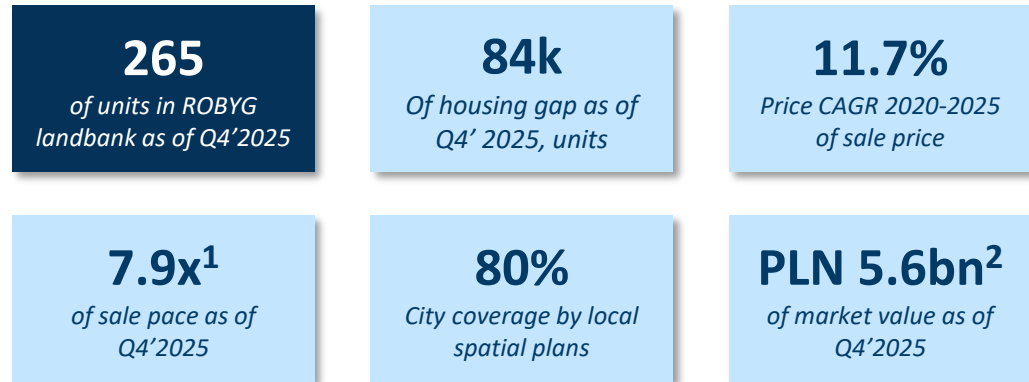 265
of units in ROBYG
landbank as of Q4’2025
84k
Of housing gap as of
Q4’ 2025, units
11.7%
Price CAGR 2020-2025
of sale price
7.9x¹
of sale pace as of
Q4’2025
80%
City coverage by local
spatial plans
PLN 5.6bn²
of market value as of
Q4’2025